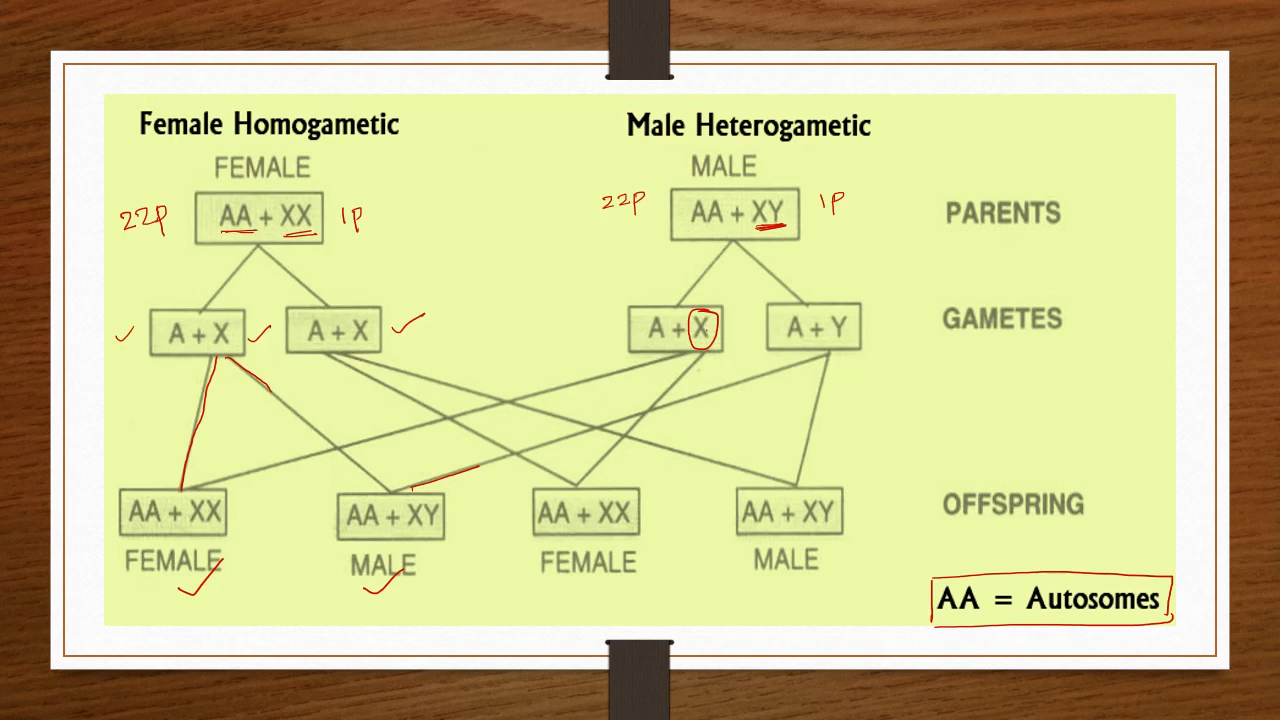 Female Homogametic
Male Heterogametic
FEMALE
MALE
22P
AA + XX
1P
22P
AA + XY
1P
PARENTS
A + X
A + X
A + X
A + Y
GAMETES
AA + XX
AA + XY
AA + XX
AA + XY
OFFSPRING
FEMALE
MALE
FEMALE
MALE
AA = Autosomes